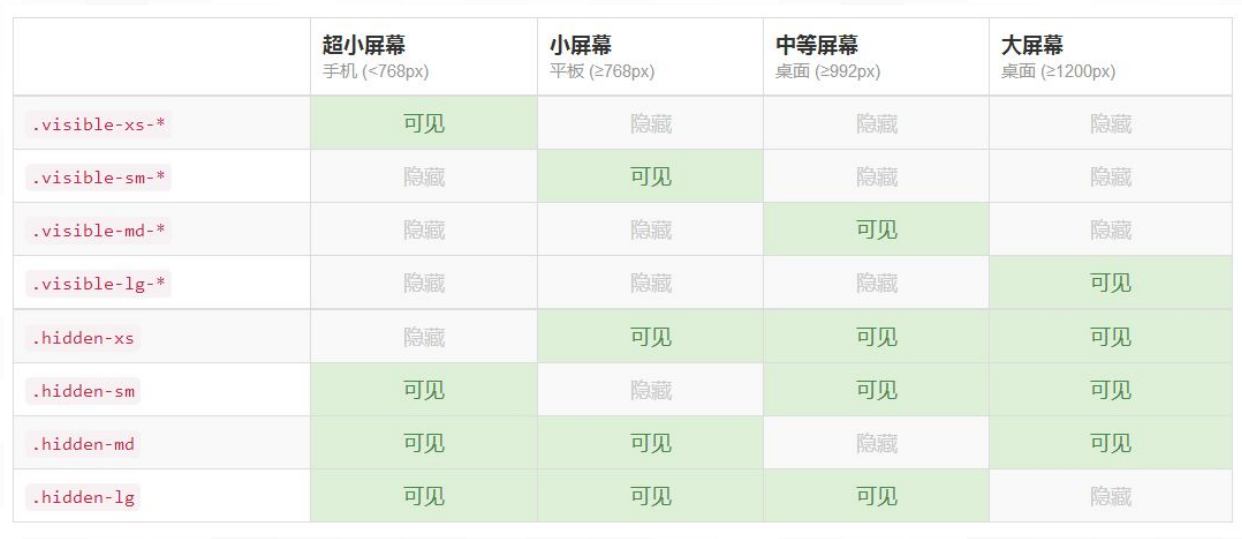 超小屏幕 小屏幕 中等屏幕 大屏幕
手机 (<768px) 平板 (≥768px) 桌面 (≥992px) 桌面 (≥1200px)
.visible-xs-* 可见 隐藏 隐藏 隐藏
.visible-sm-* 隐藏 可见 隐藏 隐藏
.visible-md-* 隐藏 隐藏 可见 隐藏
.visible-lg-* 隐藏 隐藏 隐藏 可见
.hidden-xs 隐藏 可见 可见 可见
.hidden-sm 可见 隐藏 可见 可见
.hidden-md 可见 可见 隐藏 可见
.hidden-lg 可见 可见 可见 隐藏